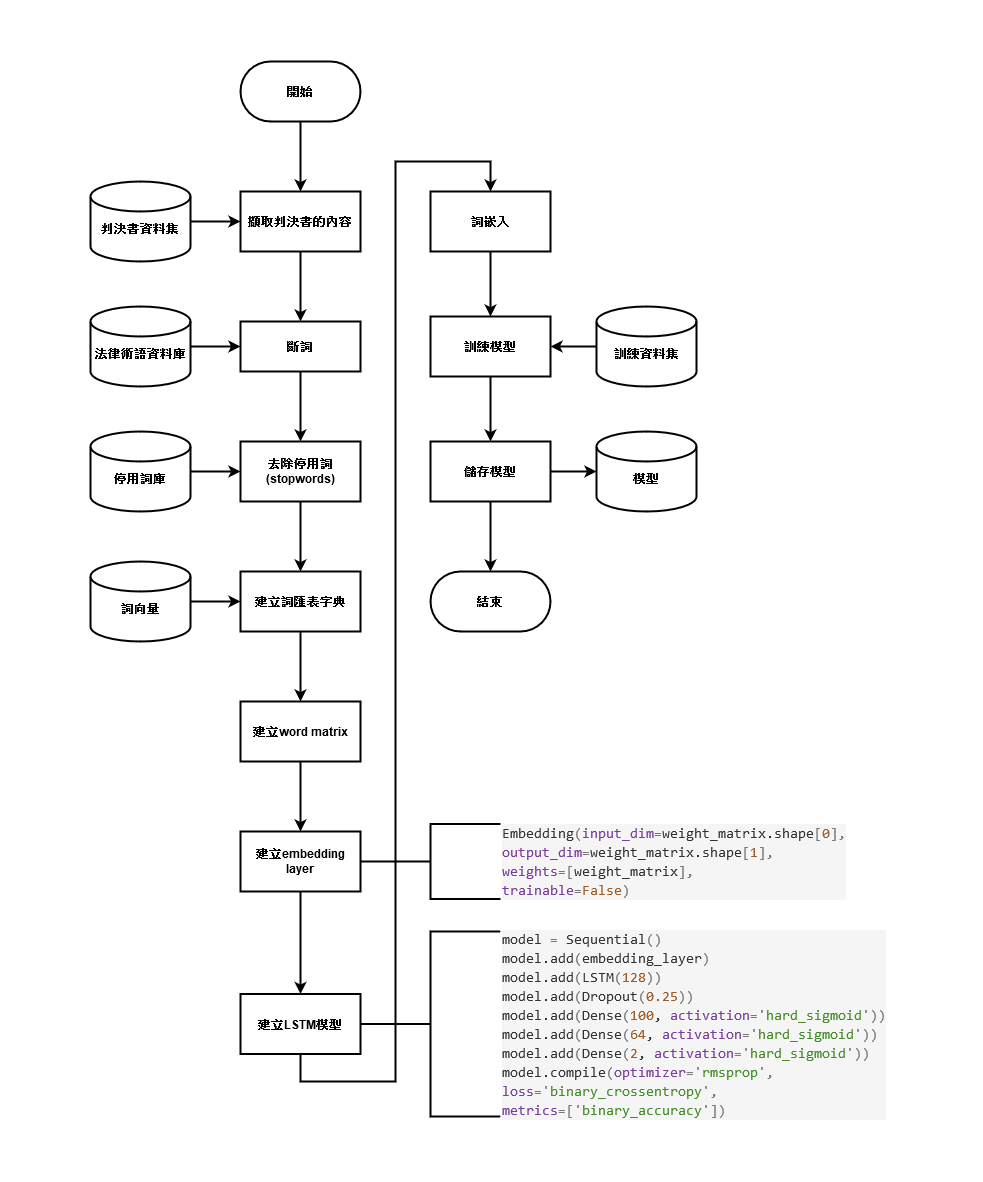 開始
判決書資料集
擷取判決書的內容
法律術語資料庫
斷詞
停用詞庫
去除停用詞
(stopwords)
詞向量
建立詞匯表字典
建立word matrix
建立embedding
layer
Embedding(input_dim=weight_matrix.shape[0],
output_dim=weight_matrix.shape[1],
weights=[weight_matrix],
trainable=False)
建立LSTM模型
model = Sequential()
model.add(embedding_layer)
model.add(LSTM(128))
model.add(Dropout(0.25))
model.add(Dense(100, activation='hard_sigmoid'))
model.add(Dense(64, activation='hard_sigmoid'))
model.add(Dense(2, activation='hard_sigmoid'))
model.compile(optimizer='rmsprop',
loss='binary_crossentropy',
metrics=['binary_accuracy'])
詞嵌入
訓練模型
訓練資料集
儲存模型
模型
結束